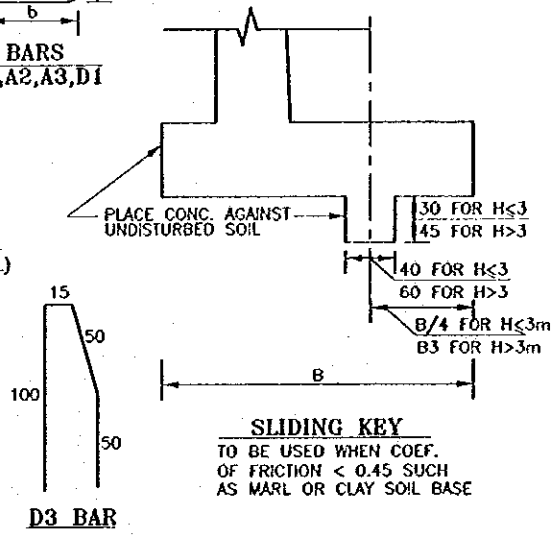 b
BARS
,A2,A3,D1
PLACE CONC. AGAINST
UNDISTURBED SOIL
30 FOR H≤3
45 FOR H>3
40 FOR H≤3
60 FOR H>3
B/4 FOR H≤3m
B3 FOR H>3m
B
)
15
50
100
50
D3 BAR
SLIDING KEY
TO BE USED WHEN COEF.
OF FRICTION < 0.45 SUCH
AS MARL OR CLAY SOIL BASE